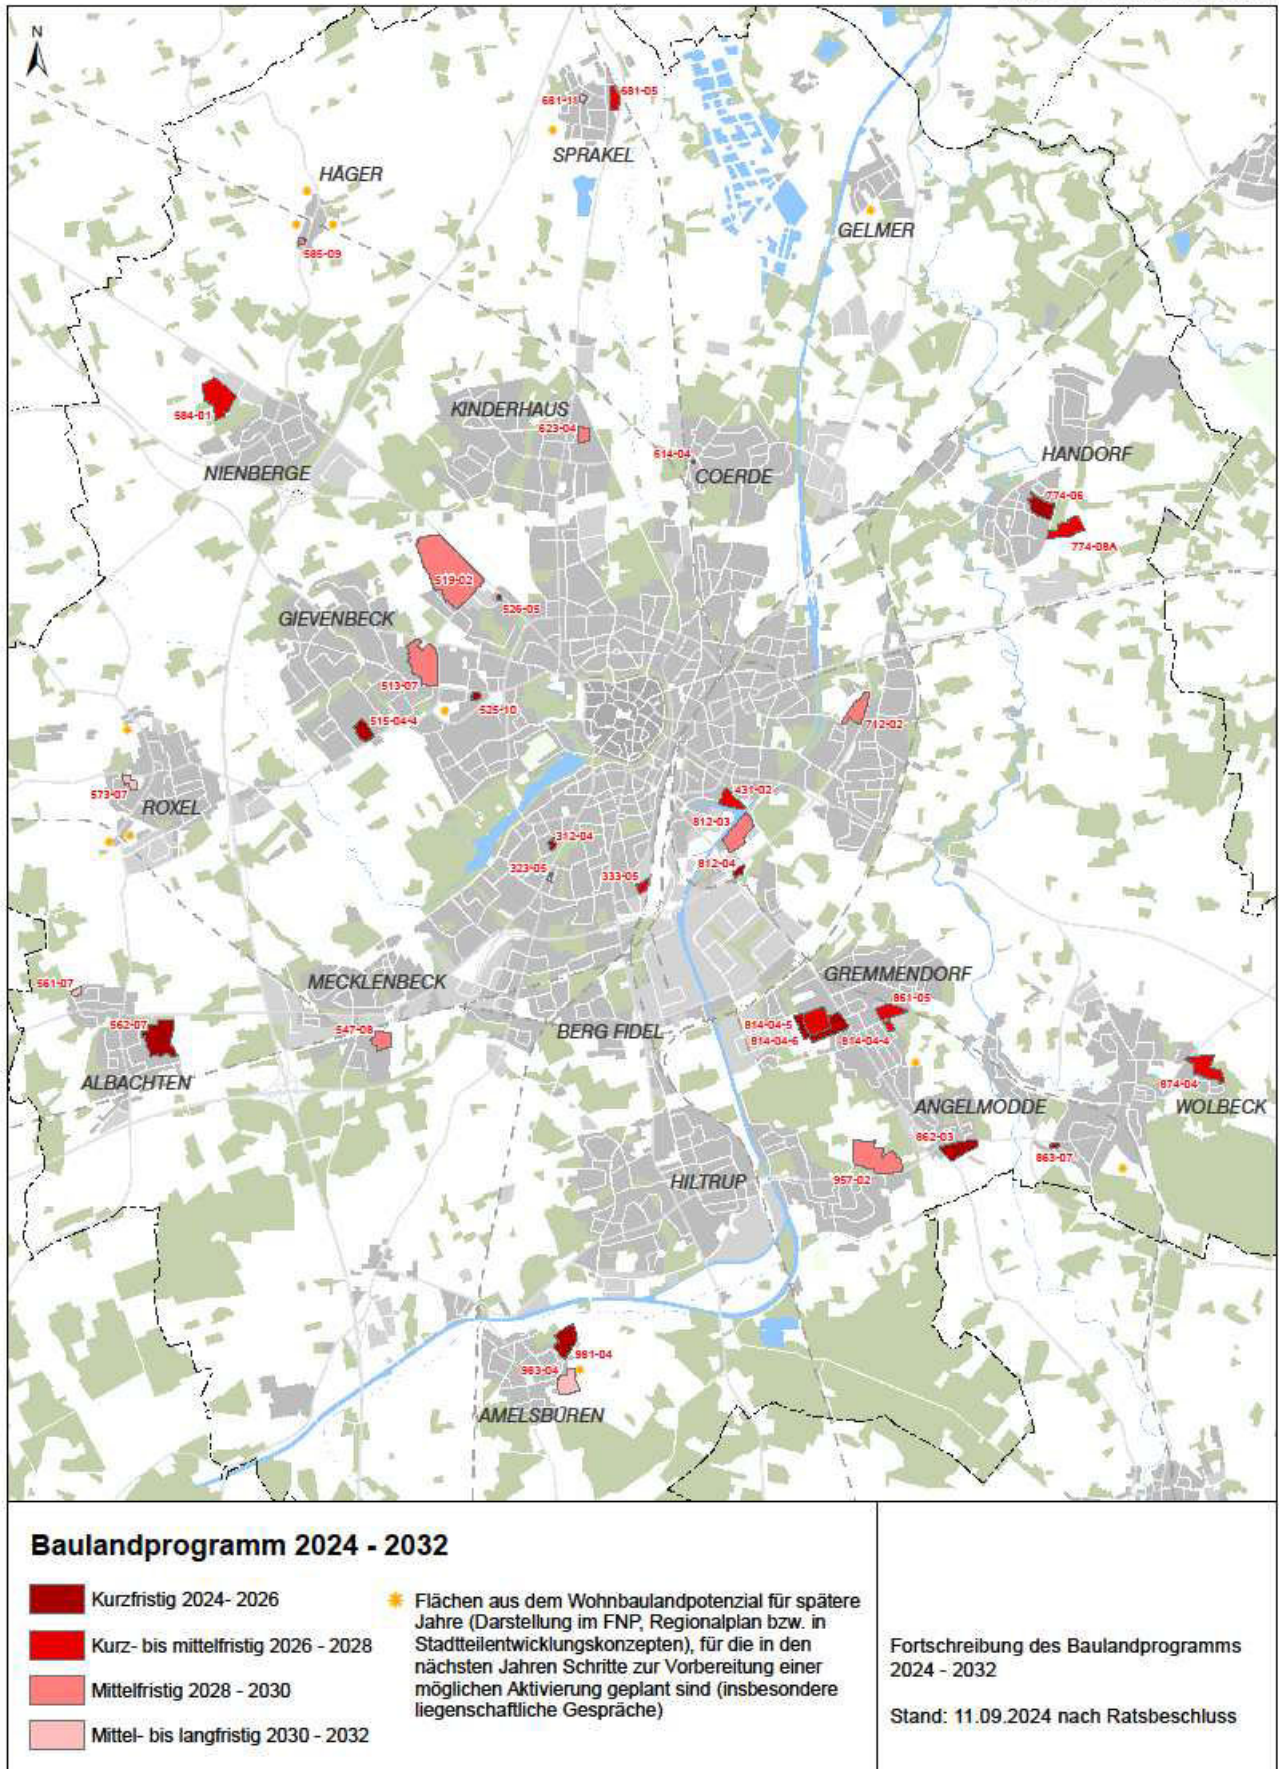 N
681-11
681-05
SPRAKEL
HÄGER
GELMER
585-09
584-01
KINDERHAUS
623-04
614-04
COERDE
HANDORF
NIENBERGE
774-06
774-08A
519-02
526-05
GIEVENBECK
513-07
525-10
515-04-4
712-02
573-07
ROXEL
431-02
812-03
312-04
812-04
323-05
333-05
MECKLENBECK
GREMMENDORF
561-07
861-05
562-07
547-08
BERG FIDEL
814-04-5
814-04-6
814-04-4
ALBACHTEN
874-04
ANGELMODDE
WOLBECK
862-03
863-07
HILTRUP
957-02
981-04
983-04
AMELSBÜREN
Baulandprogramm 2024 - 2032
Kurzfristig 2024- 2026
Kurz- bis mittelfristig 2026 - 2028
Mittelfristig 2028 - 2030
Mittel- bis langfristig 2030 - 2032
Flächen aus dem Wohnbaulandpotenzial für spätere
Jahre (Darstellung im FNP, Regionalplan bzw. in
Stadtteilentwicklungskonzepten), für die in den
nächsten Jahren Schritte zur Vorbereitung einer
möglichen Aktivierung geplant sind (insbesondere
liegenschaftliche Gespräche)
Fortschreibung des Baulandprogramms
2024 - 2032
Stand: 11.09.2024 nach Ratsbeschluss